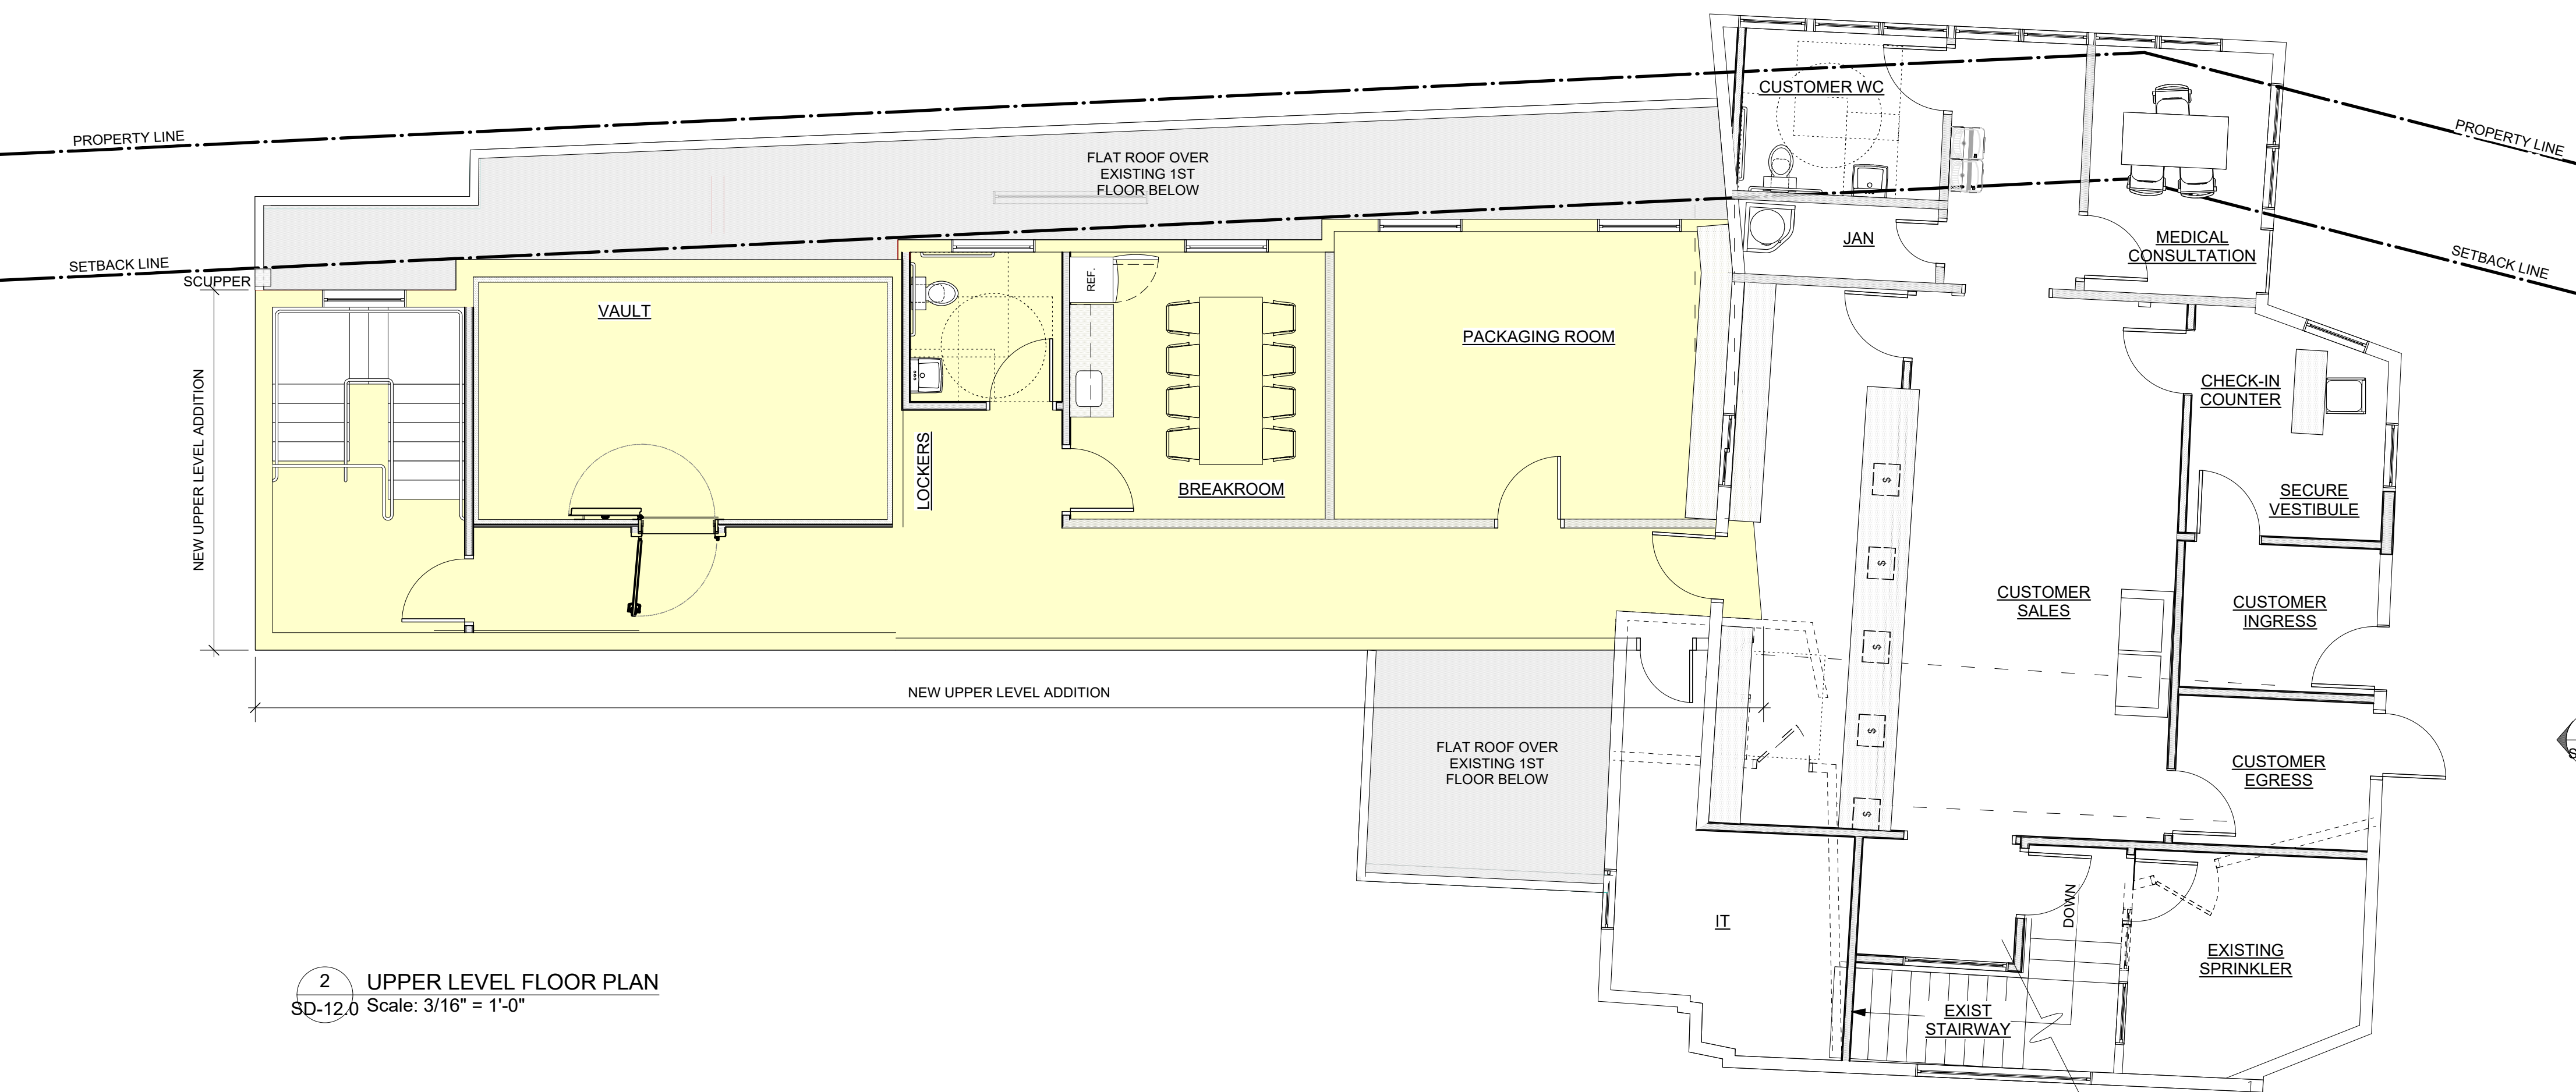 CUSTOMER WC
PROPERTY LINE
PROPERTY LINE
FLAT ROOF OVER
EXISTING 1ST
FLOOR BELOW
SETBACK LINE
SCUPPER
JAN
MEDICAL
CONSULTATION
SETBACK LINE
VAULT
REF.
PACKAGING ROOM
NEW UPPER LEVEL ADDITION
LOCKERS
BREAKROOM
CHECK-IN
COUNTER
SECURE
VESTIBULE
$
$
$
$
$
CUSTOMER
SALES
CUSTOMER
INGRESS
NEW UPPER LEVEL ADDITION
FLAT ROOF OVER
EXISTING 1ST
FLOOR BELOW
CUSTOMER
EGRESS
DOWN
IT
EXISTING
SPRINKLER
EXIST
STAIRWAY
2
SD-12.0
UPPER LEVEL FLOOR PLAN
Scale: 3/16" = 1'-0"
1